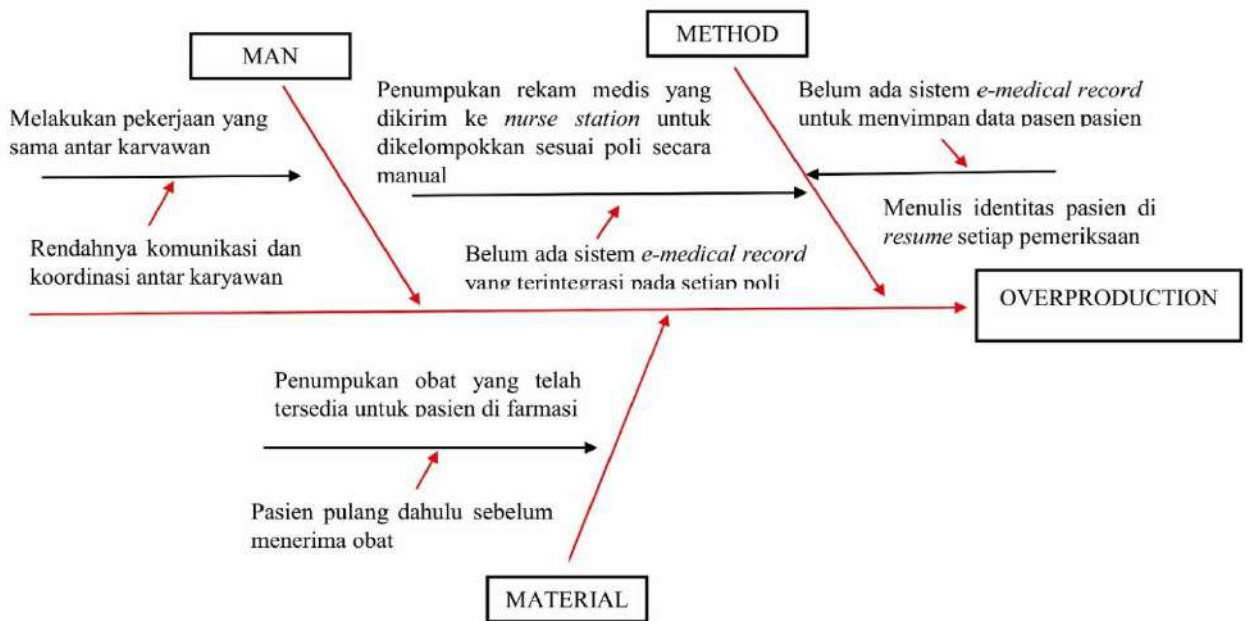 METHOD
MAN
Penumpukan rekam medis yang
dikirim ke nurse station untuk
dikelompokkan sesuai poli secara
manual
Belum ada sistem e-medical record
untuk menyimpan data pasen pasien
Melakukan pekerjaan yang
sama antar karyawan
Menulis identitas pasien di
resume setiap pemeriksaan
Rendahnya komunikasi dan
koordinasi antar karyawan
Belum ada sistem e-medical record
yang terintegrasi pada setiap poli
OVERPRODUCTION
Penumpukan obat yang telah
tersedia untuk pasien di farmasi
Pasien pulang dahulu sebelum
menerima obat
MATERIAL